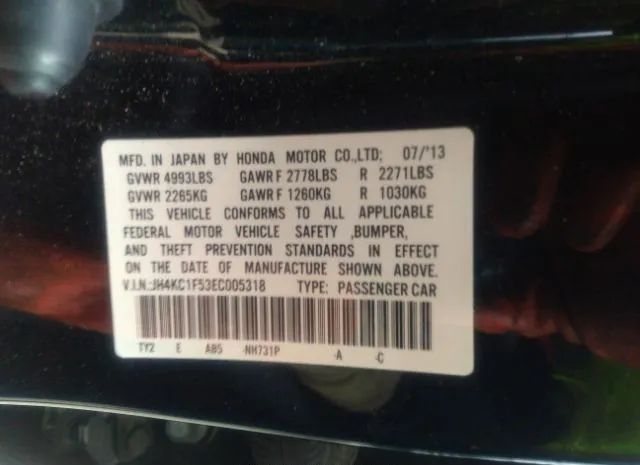 MFD. IN JAPAN BY HONDA MOTOR CO.,LTD; 07/'13
GVWR 4993LBS GAWR F 2778LBS R 2271LBS
GVWR 2265KG GAWR F 1260KG R 1030KG
THIS VEHICLE CONFORMS TO ALL APPLICABLE
FEDERAL MOTOR VEHICLE SAFETY ,BUMPER,
AND THEFT PREVENTION STANDARDS IN EFFECT
ON THE DATE OF MANUFACTURE SHOWN ABOVE.
V.I.N.:JH4KC1F53EC005318 TYPE: PASSENGER CAR
TY2 E AB5 -NH731P -A -C